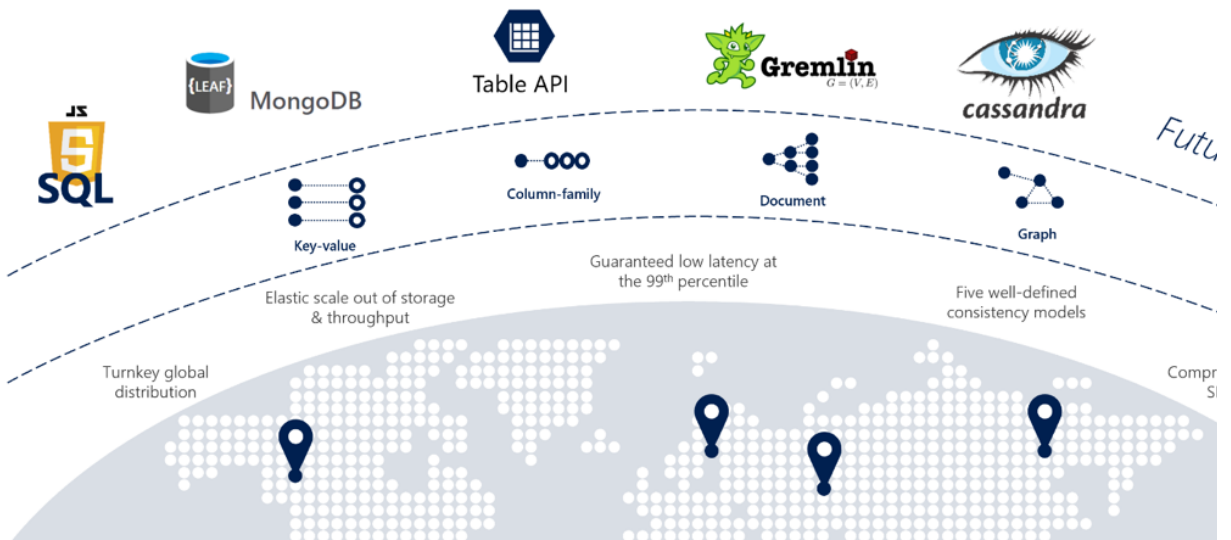 JS
SQL
{LEAF}
MongoDB
Table API
Gremlin
G = (V, E)
cassandra
Key-value
Column-family
Document
Graph
Turnkey global
distribution
Elastic scale out of storage
& throughput
Guaranteed low latency at
the 99th percentile
Five well-defined
consistency models